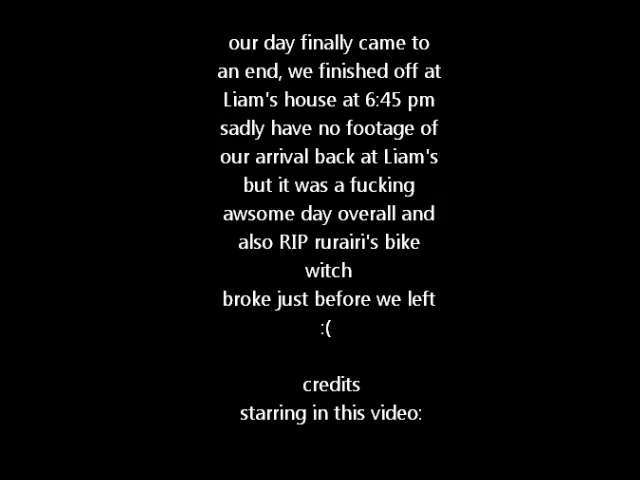 our day finally came to
an end, we finished off at
Liam's house at 6:45 pm
sadly have no footage of
our arrival back at Liam's
but it was a fucking
awsome day overall and
also RIP rurairi's bike
witch
broke just before we left
:(
credits
starring in this video: